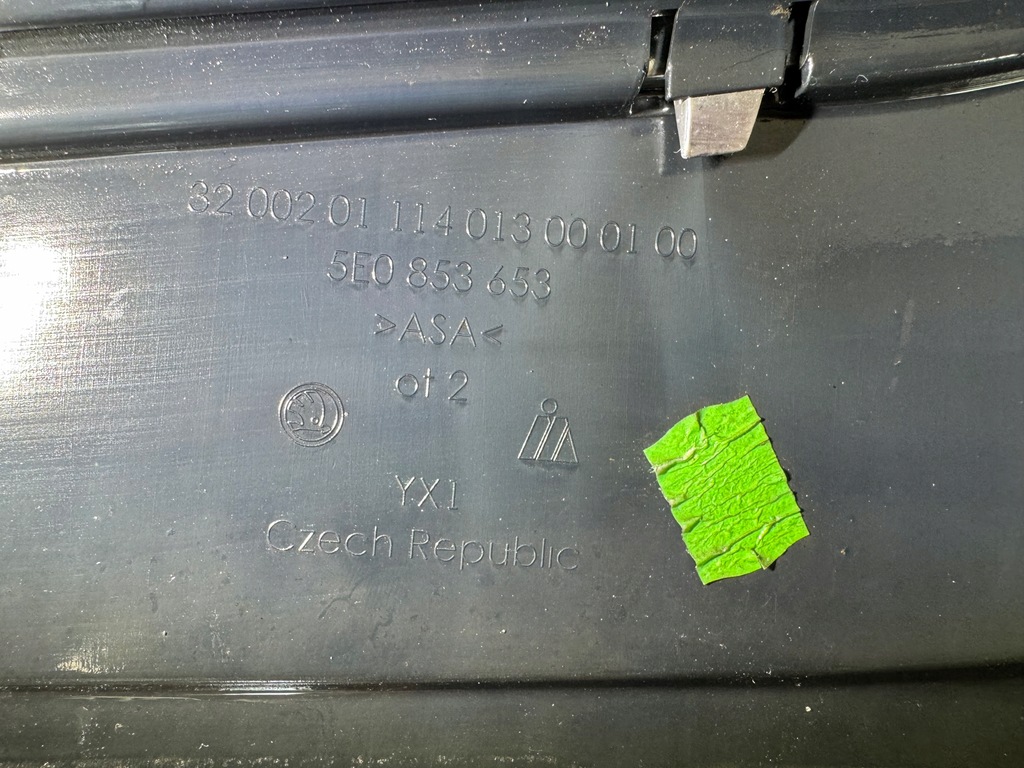 32 002 01 114 013 00 01 00
5E0 853 653
>ASA<
ot 2
YX1
Czech Republic